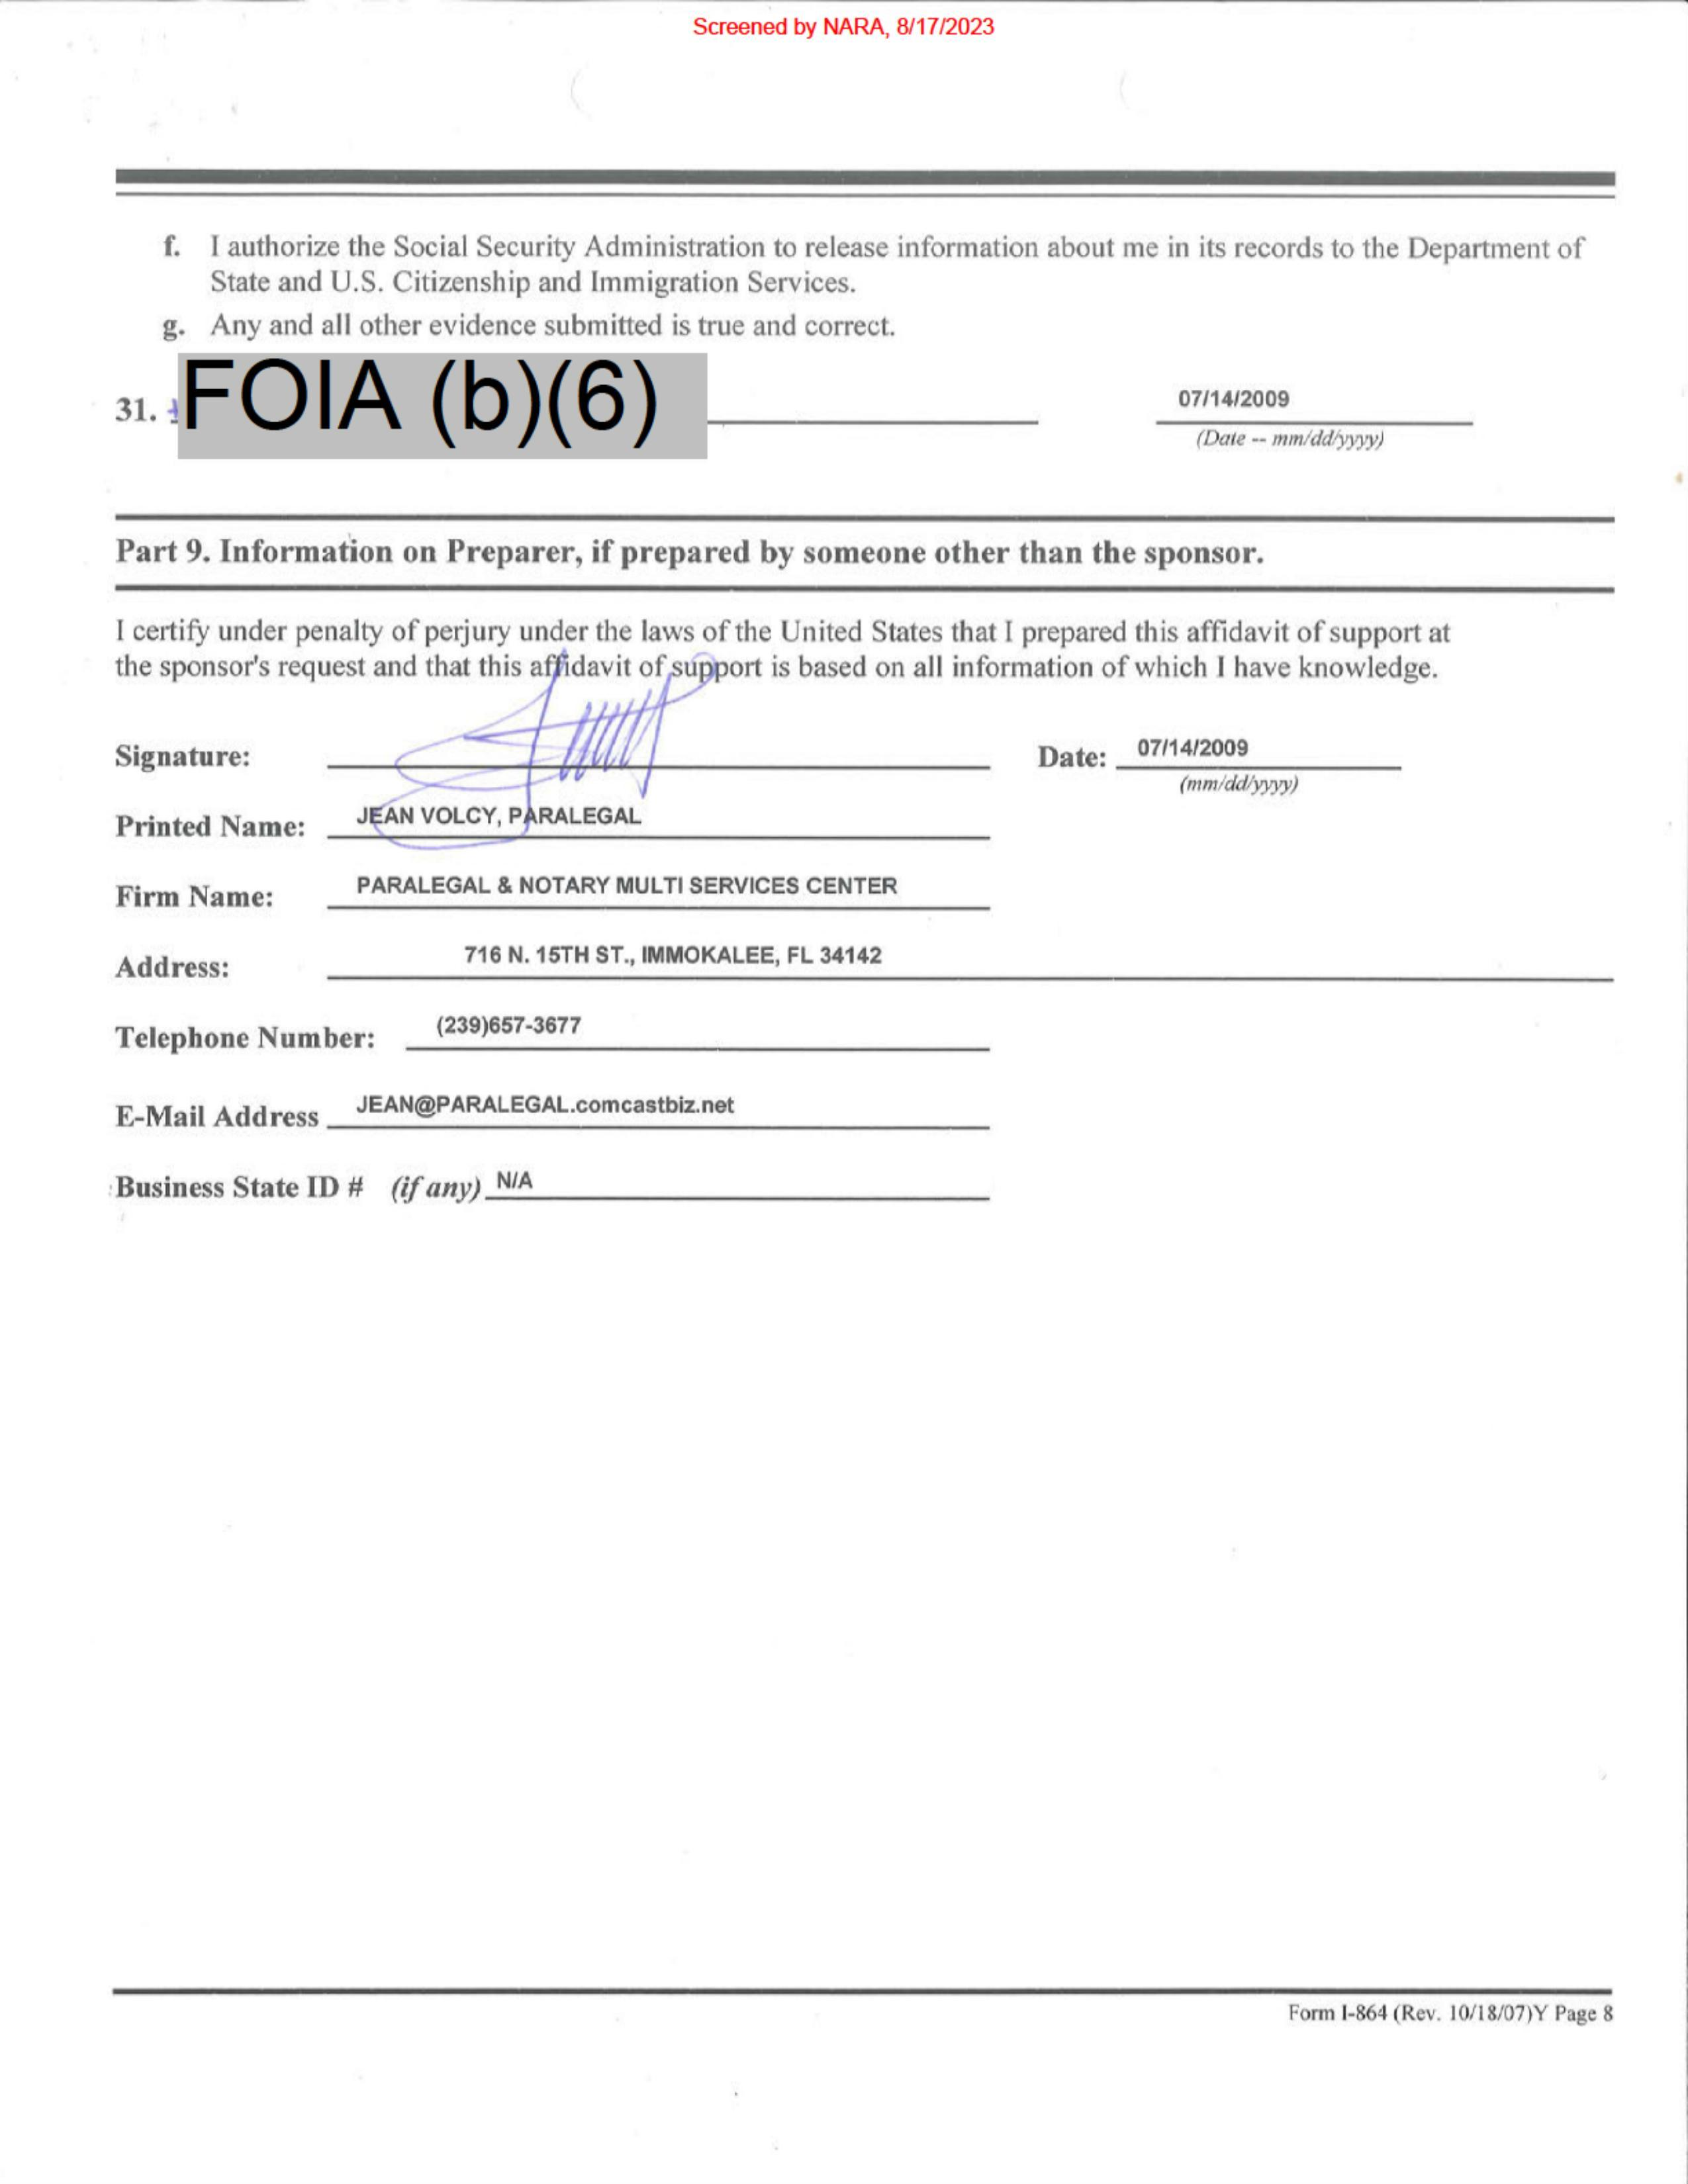 Screened by NARA, 8/17/2023
f. I authorize the Social Security Administration to release information about me in its records to the Department of
State and U.S. Citizenship and Immigration Services.
g. Any and all other evidence submitted is true and correct.
31. FOIA (b)(6)
07/14/2009
(Date -- mm/dd/yyyy)
Part 9. Information on Preparer, if prepared by someone other than the sponsor.
I certify under penalty of perjury under the laws of the United States that I prepared this affidavit of support at
the sponsor's request and that this affidavit of support is based on all information of which I have knowledge.
Signature: Date: 07/14/2009
(mm/dd/yyyy)
Printed Name: JEAN VOLCY, PARALEGAL
Firm Name: PARALEGAL & NOTARY MULTI SERVICES CENTER
Address: 716 N. 15TH ST., IMMOKALEE, FL 34142
Telephone Number: (239)657-3677
E-Mail Address JEAN@PARALEGAL.comcastbiz.net
Business State ID # (if any) N/A
Form I-864 (Rev. 10/18/07)Y Page 8